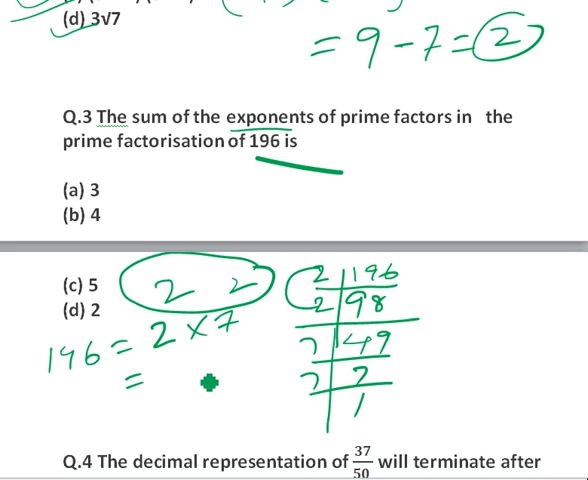 (d) 3√7
= 9 - 7 = 2
Q.3 The sum of the exponents of prime factors in the
prime factorisation of 196 is
(a) 3
(b) 4
(c) 5
(d) 2
2 2
196 = 2 × 7
=
2 | 196
2 | 98
7 | 49
7 | 7
1
Q.4 The decimal representation of 37/50 will terminate after